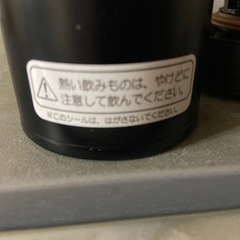 熱い飲みものは、やけどに
注意して飲んでください。
※このシールは、はがさないでください。